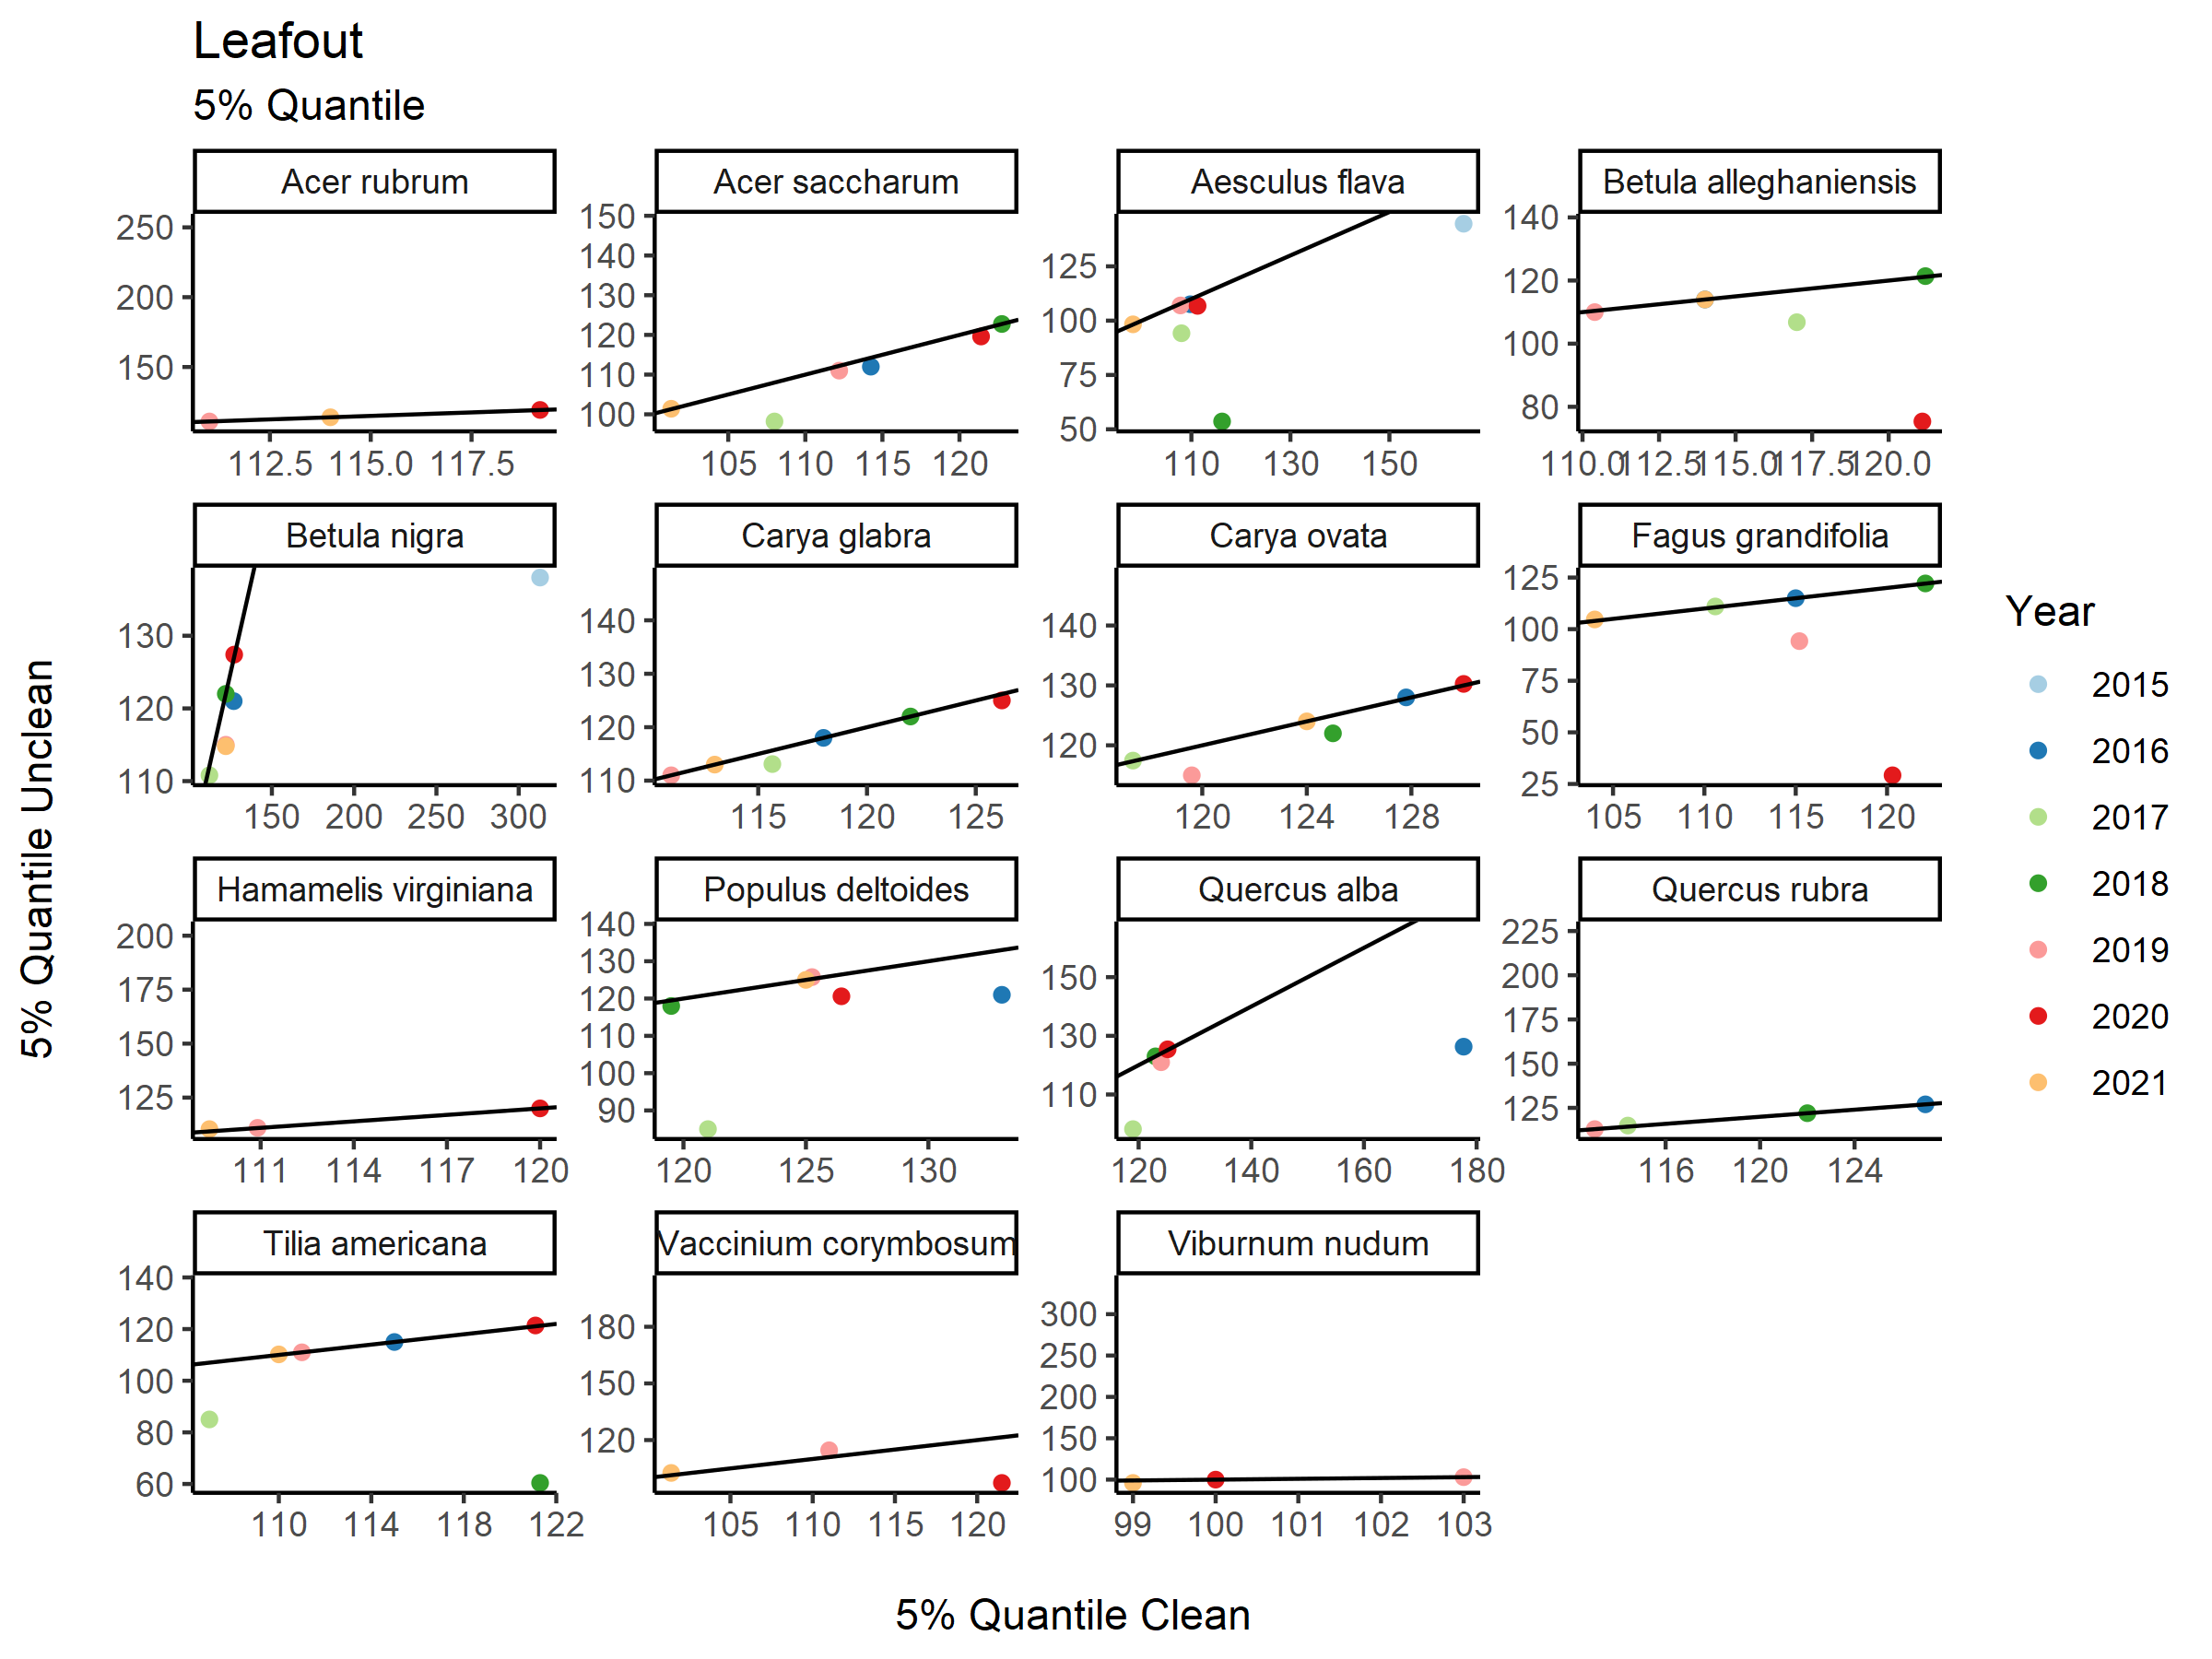 Leafout
5% Quantile
Acer rubrum
Acer saccharum
Aesculus flava
Betula alleghaniensis
250
200
150
150
140
130
120
110
100
125
100
75
50
140
120
100
80
112.5 115.0 117.5
105 110 115 120
110 130 150
110.0 112.5 115.0 117.5 120.0
Betula nigra
Carya glabra
Carya ovata
Fagus grandifolia
130
120
110
140
130
120
110
140
130
120
125
100
75
50
25
150 200 250 300
115 120 125
120 124 128
105 110 115 120
Hamamelis virginiana
Populus deltoides
Quercus alba
Quercus rubra
200
175
150
125
140
130
120
110
100
90
150
130
110
225
200
175
150
125
111 114 117 120
120 125 130
120 140 160 180
116 120 124
Tilia americana
Vaccinium corymbosum
Viburnum nudum
140
120
100
80
60
180
150
120
300
250
200
150
100
110 114 118 122
105 110 115 120
99 100 101 102 103
5% Quantile Unclean
5% Quantile Clean
Year
2015
2016
2017
2018
2019
2020
2021